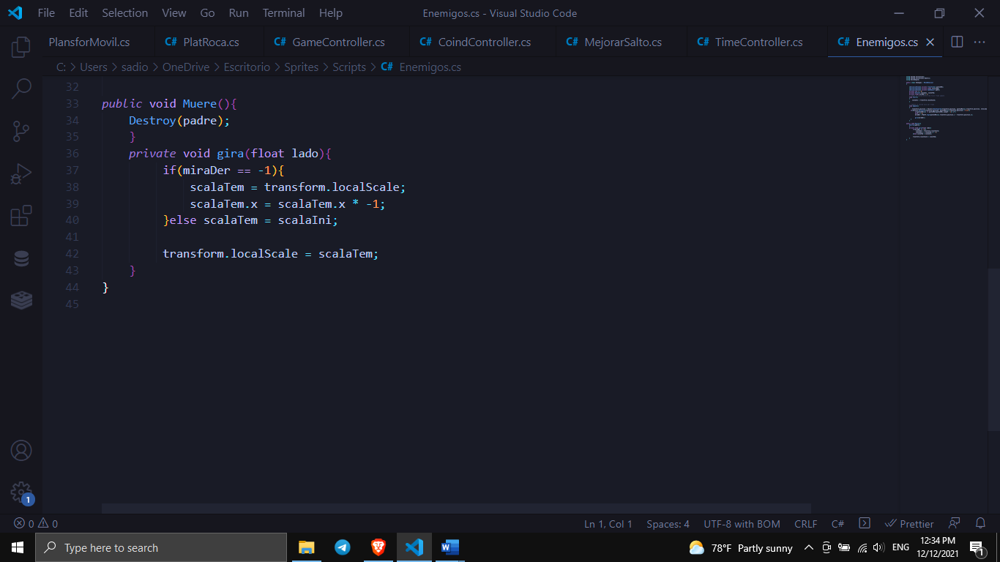 File Edit Selection View Go Run Terminal Help Enemigos.cs - Visual Studio Code
PlansforMovil.cs C# PlatRoca.cs C# GameController.cs C# CoindController.cs C# MejorarSalto.cs C# TimeController.cs C# Enemigos.cs
C: > Users > sadio > OneDrive > Escritorio > Sprites > Scripts > C# Enemigos.cs
32
33 public void Muere(){
34 Destroy(padre);
35 }
36 private void gira(float lado){
37 if(miraDer == -1){
38 scalaTem = transform.localScale;
39 scalaTem.x = scalaTem.x * -1;
40 }else scalaTem = scalaIni;
41
42 transform.localScale = scalaTem;
43 }
44 }
45
1
0 0 Ln 1, Col 1 Spaces: 4 UTF-8 with BOM CRLF C# Prettier
Type here to search 78°F Partly sunny ENG 12:34 PM
12/12/2021 1